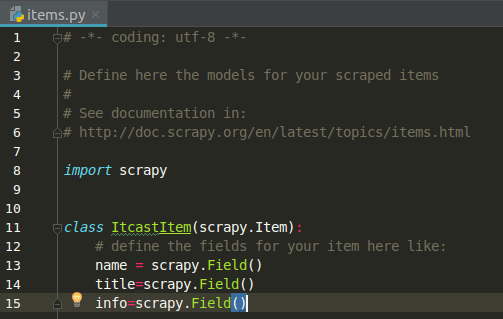 items.py
1 # -*- coding: utf-8 -*-
2
3 # Define here the models for your scraped items
4 #
5 # See documentation in:
6 # http://doc.scrapy.org/en/latest/topics/items.html
7
8 import scrapy
9
10
11 class ItcastItem(scrapy.Item):
12     # define the fields for your item here like:
13     name = scrapy.Field()
14     title=scrapy.Field()
15     info=scrapy.Field()